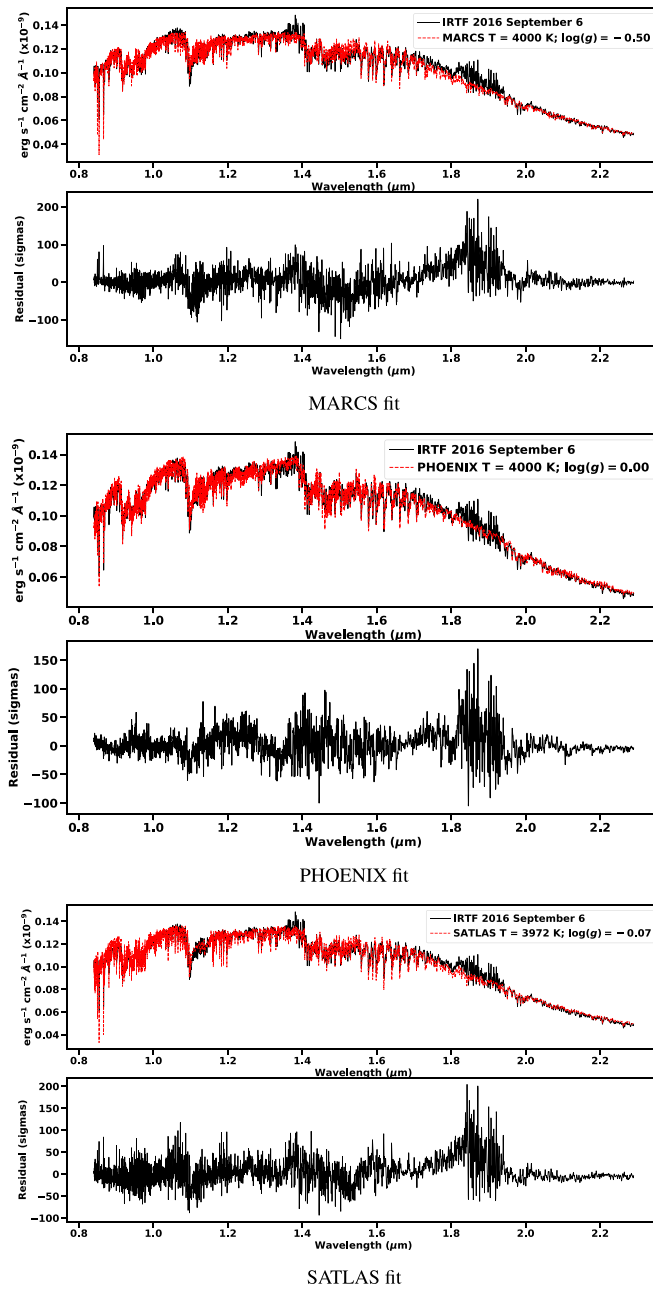 IRTF 2016 September 6
MARCS T = 4000 K; log(g) = −0.50
erg s⁻¹ cm⁻² Å⁻¹ (x10⁻⁹)
0.14
0.12
0.10
0.08
0.06
0.04
0.8 1.0 1.2 1.4 1.6 1.8 2.0 2.2
Wavelength (μm)
Residual (sigmas)
200
100
0
−100
0.8 1.0 1.2 1.4 1.6 1.8 2.0 2.2
Wavelength (μm)
MARCS fit
IRTF 2016 September 6
PHOENIX T = 4000 K; log(g) = 0.00
erg s⁻¹ cm⁻² Å⁻¹ (x10⁻⁹)
0.14
0.12
0.10
0.08
0.06
0.8 1.0 1.2 1.4 1.6 1.8 2.0 2.2
Wavelength (μm)
Residual (sigmas)
150
100
50
0
−50
−100
0.8 1.0 1.2 1.4 1.6 1.8 2.0 2.2
Wavelength (μm)
PHOENIX fit
IRTF 2016 September 6
SATLAS T = 3972 K; log(g) = −0.07
erg s⁻¹ cm⁻² Å⁻¹ (x10⁻⁹)
0.14
0.12
0.10
0.08
0.06
0.04
0.8 1.0 1.2 1.4 1.6 1.8 2.0 2.2
Wavelength (μm)
Residual (sigmas)
200
150
100
50
0
−50
−100
0.8 1.0 1.2 1.4 1.6 1.8 2.0 2.2
Wavelength (μm)
SATLAS fit